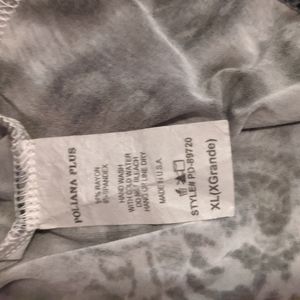 POLIANA PLUS
95% RAYON
5% SPANDEX
HAND WASH
WITH COLD WATER
DO NOT BLEACH
HANG OR LINE DRY
MADE IN U.S.A.
STYLE# PD-89720
XL(XGrande)